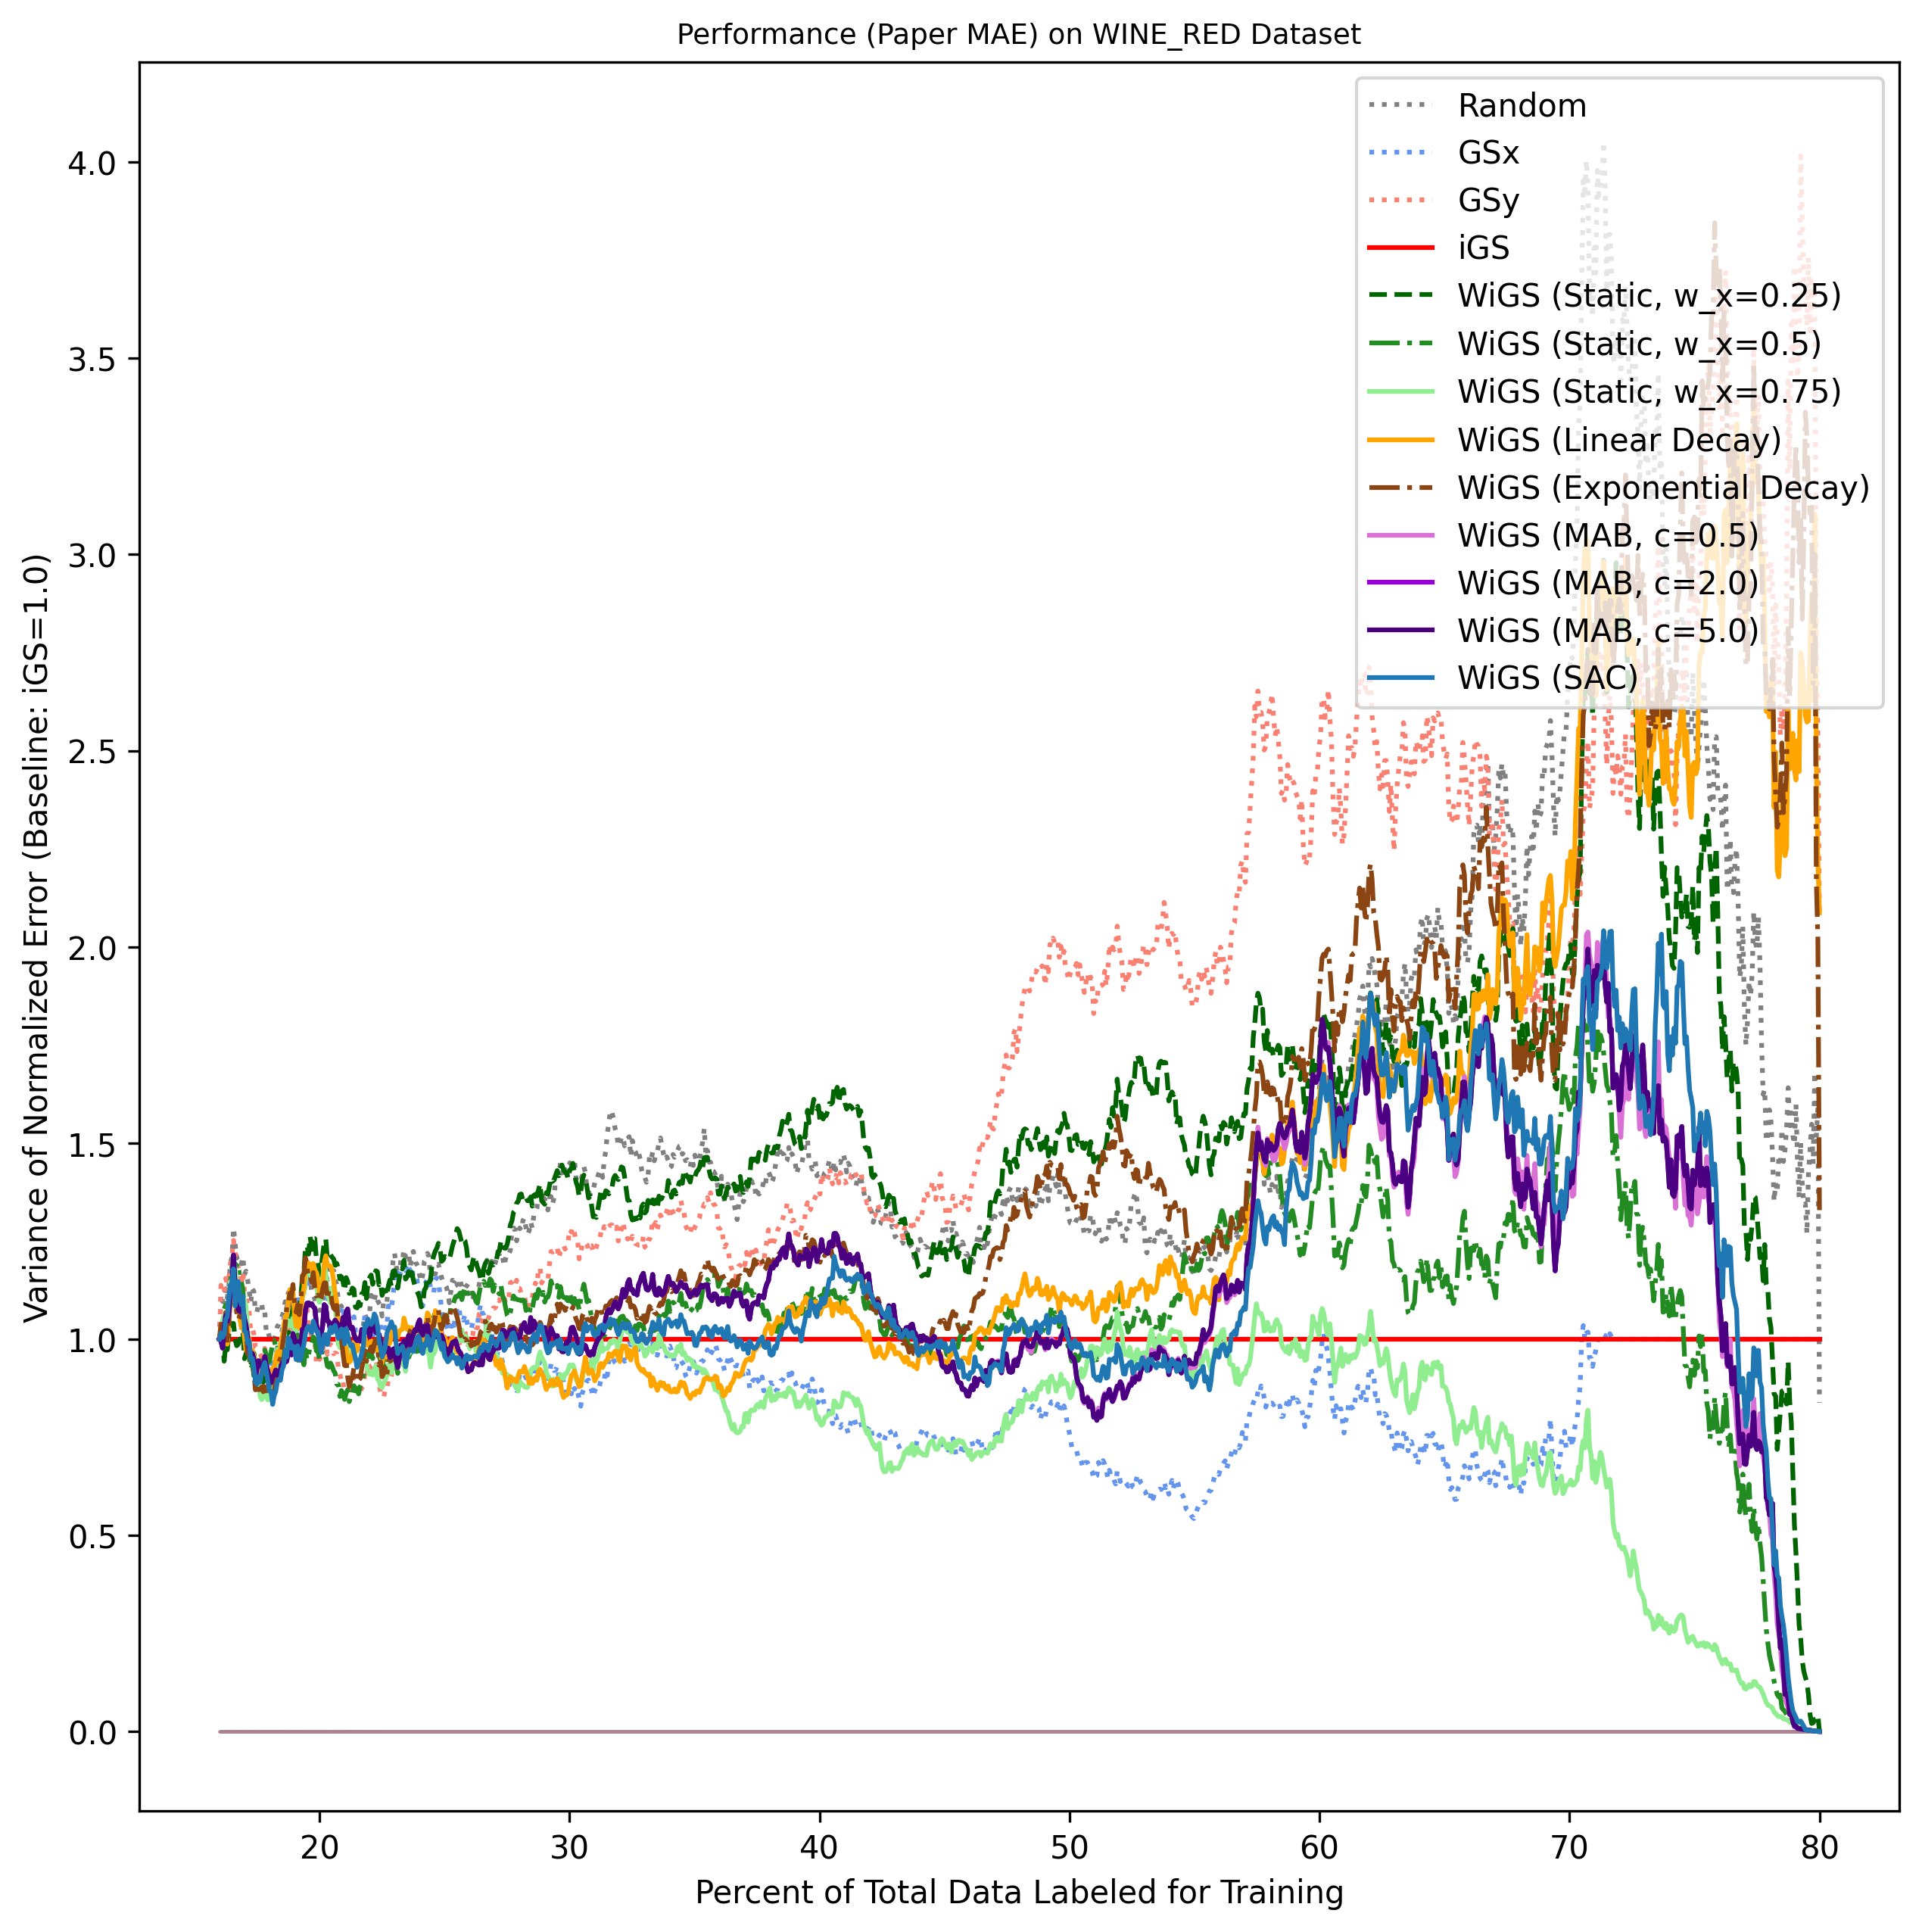 Performance (Paper MAE) on WINE_RED Dataset
Variance of Normalized Error (Baseline: iGS=1.0)
4.0
3.5
3.0
2.5
2.0
1.5
1.0
0.5
0.0
Random
GSx
GSy
iGS
WiGS (Static, w_x=0.25)
WiGS (Static, w_x=0.5)
WiGS (Static, w_x=0.75)
WiGS (Linear Decay)
WiGS (Exponential Decay)
WiGS (MAB, c=0.5)
WiGS (MAB, c=2.0)
WiGS (MAB, c=5.0)
WiGS (SAC)
20 30 40 50 60 70 80
Percent of Total Data Labeled for Training